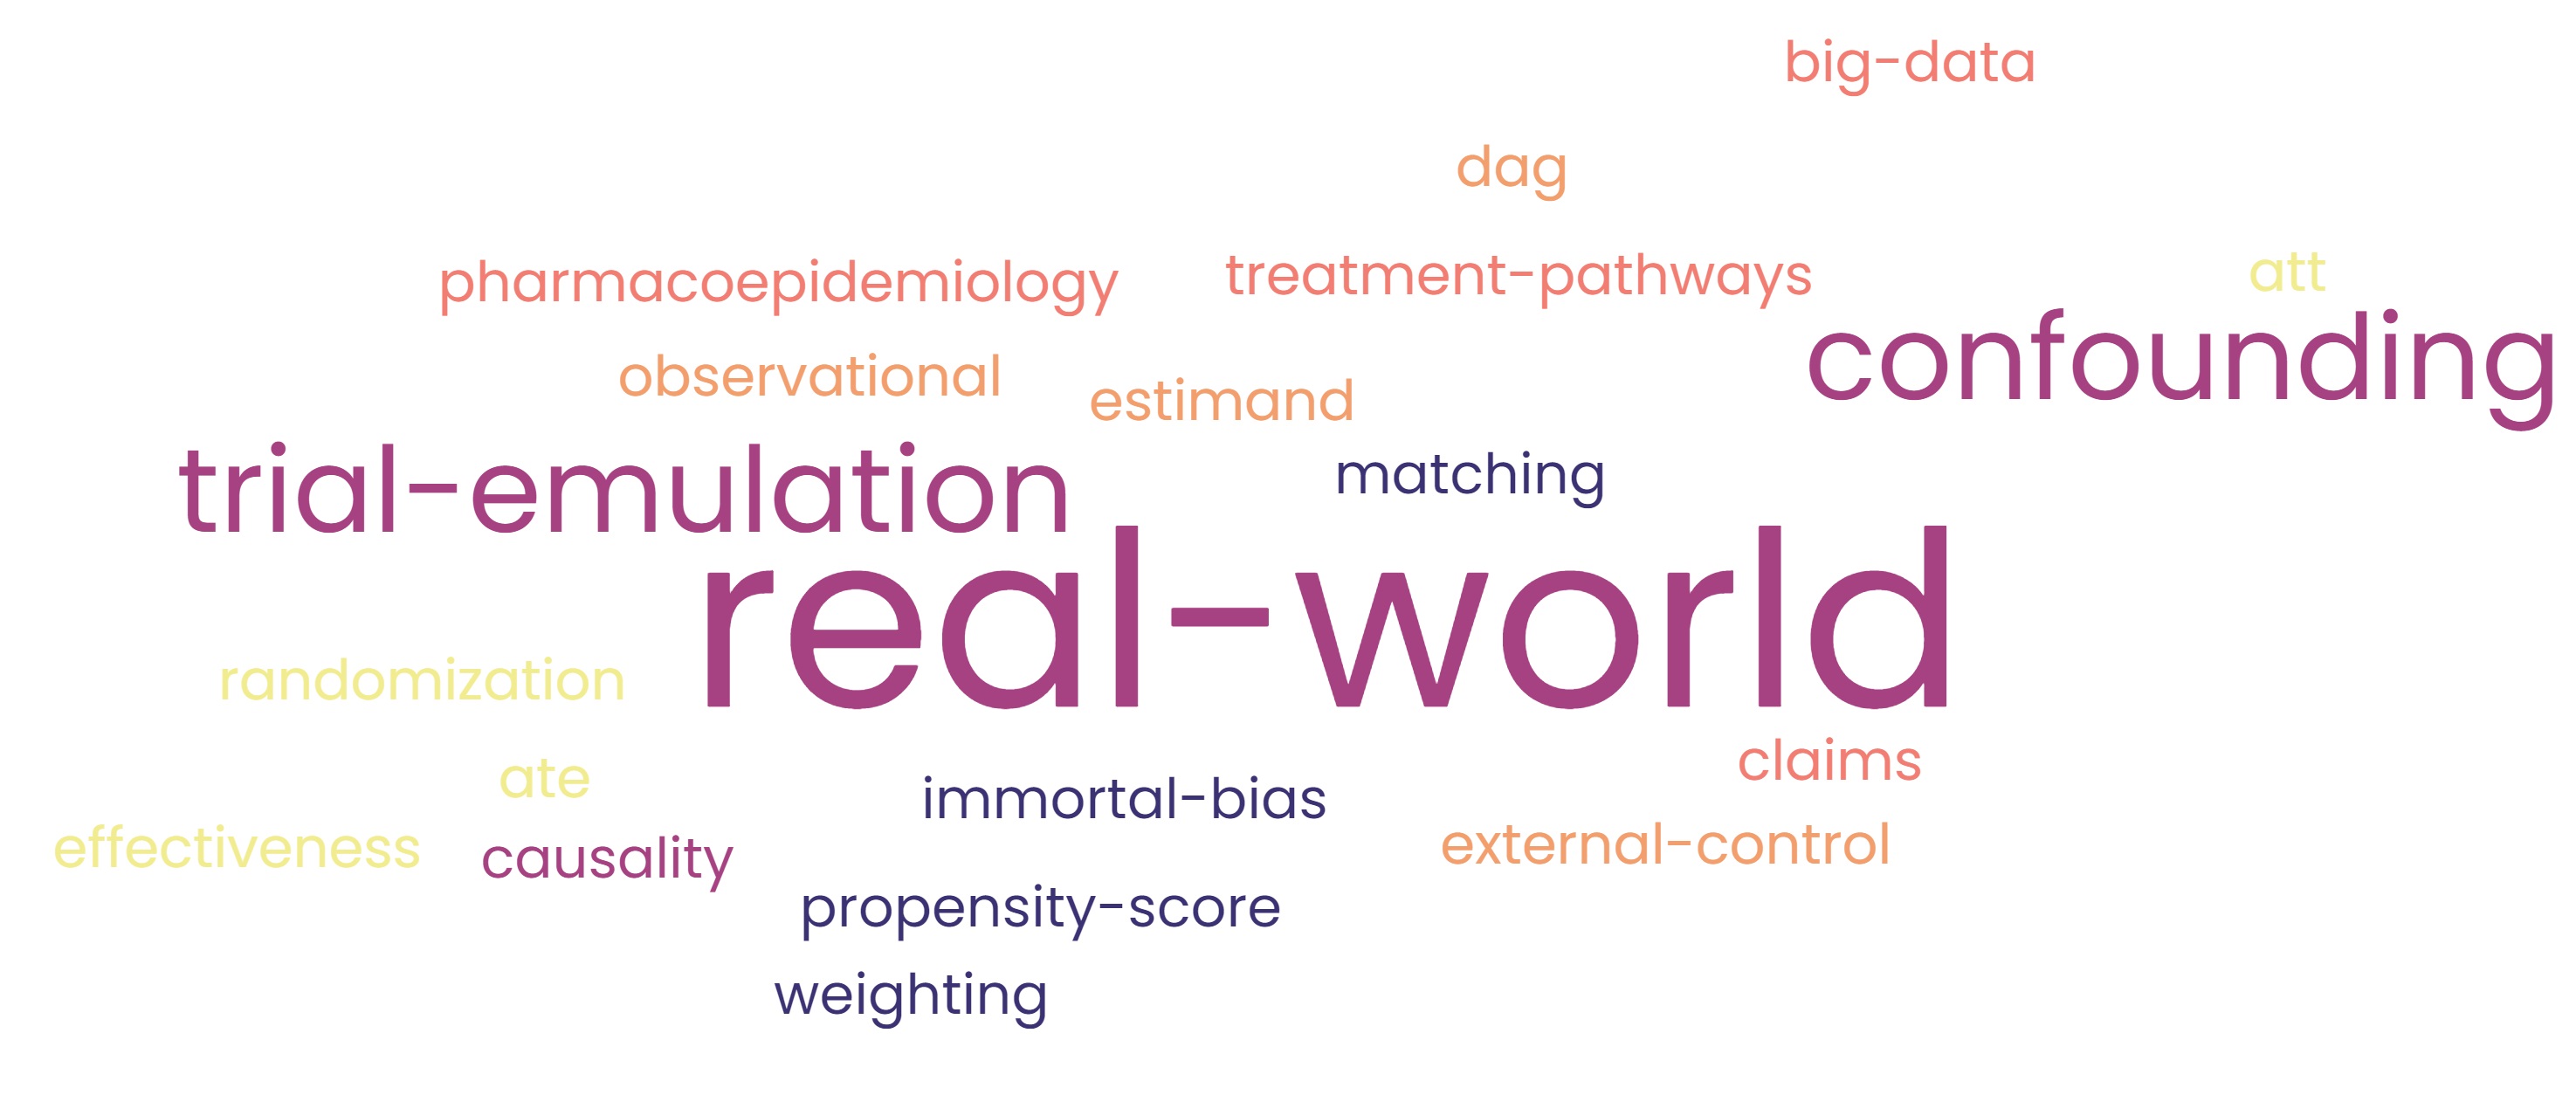 big-data
dag
pharmacoepidemiology
treatment-pathways
att
confounding
observational
estimand
trial-emulation
matching
real-world
randomization
claims
ate
immortal-bias
effectiveness
causality
external-control
propensity-score
weighting